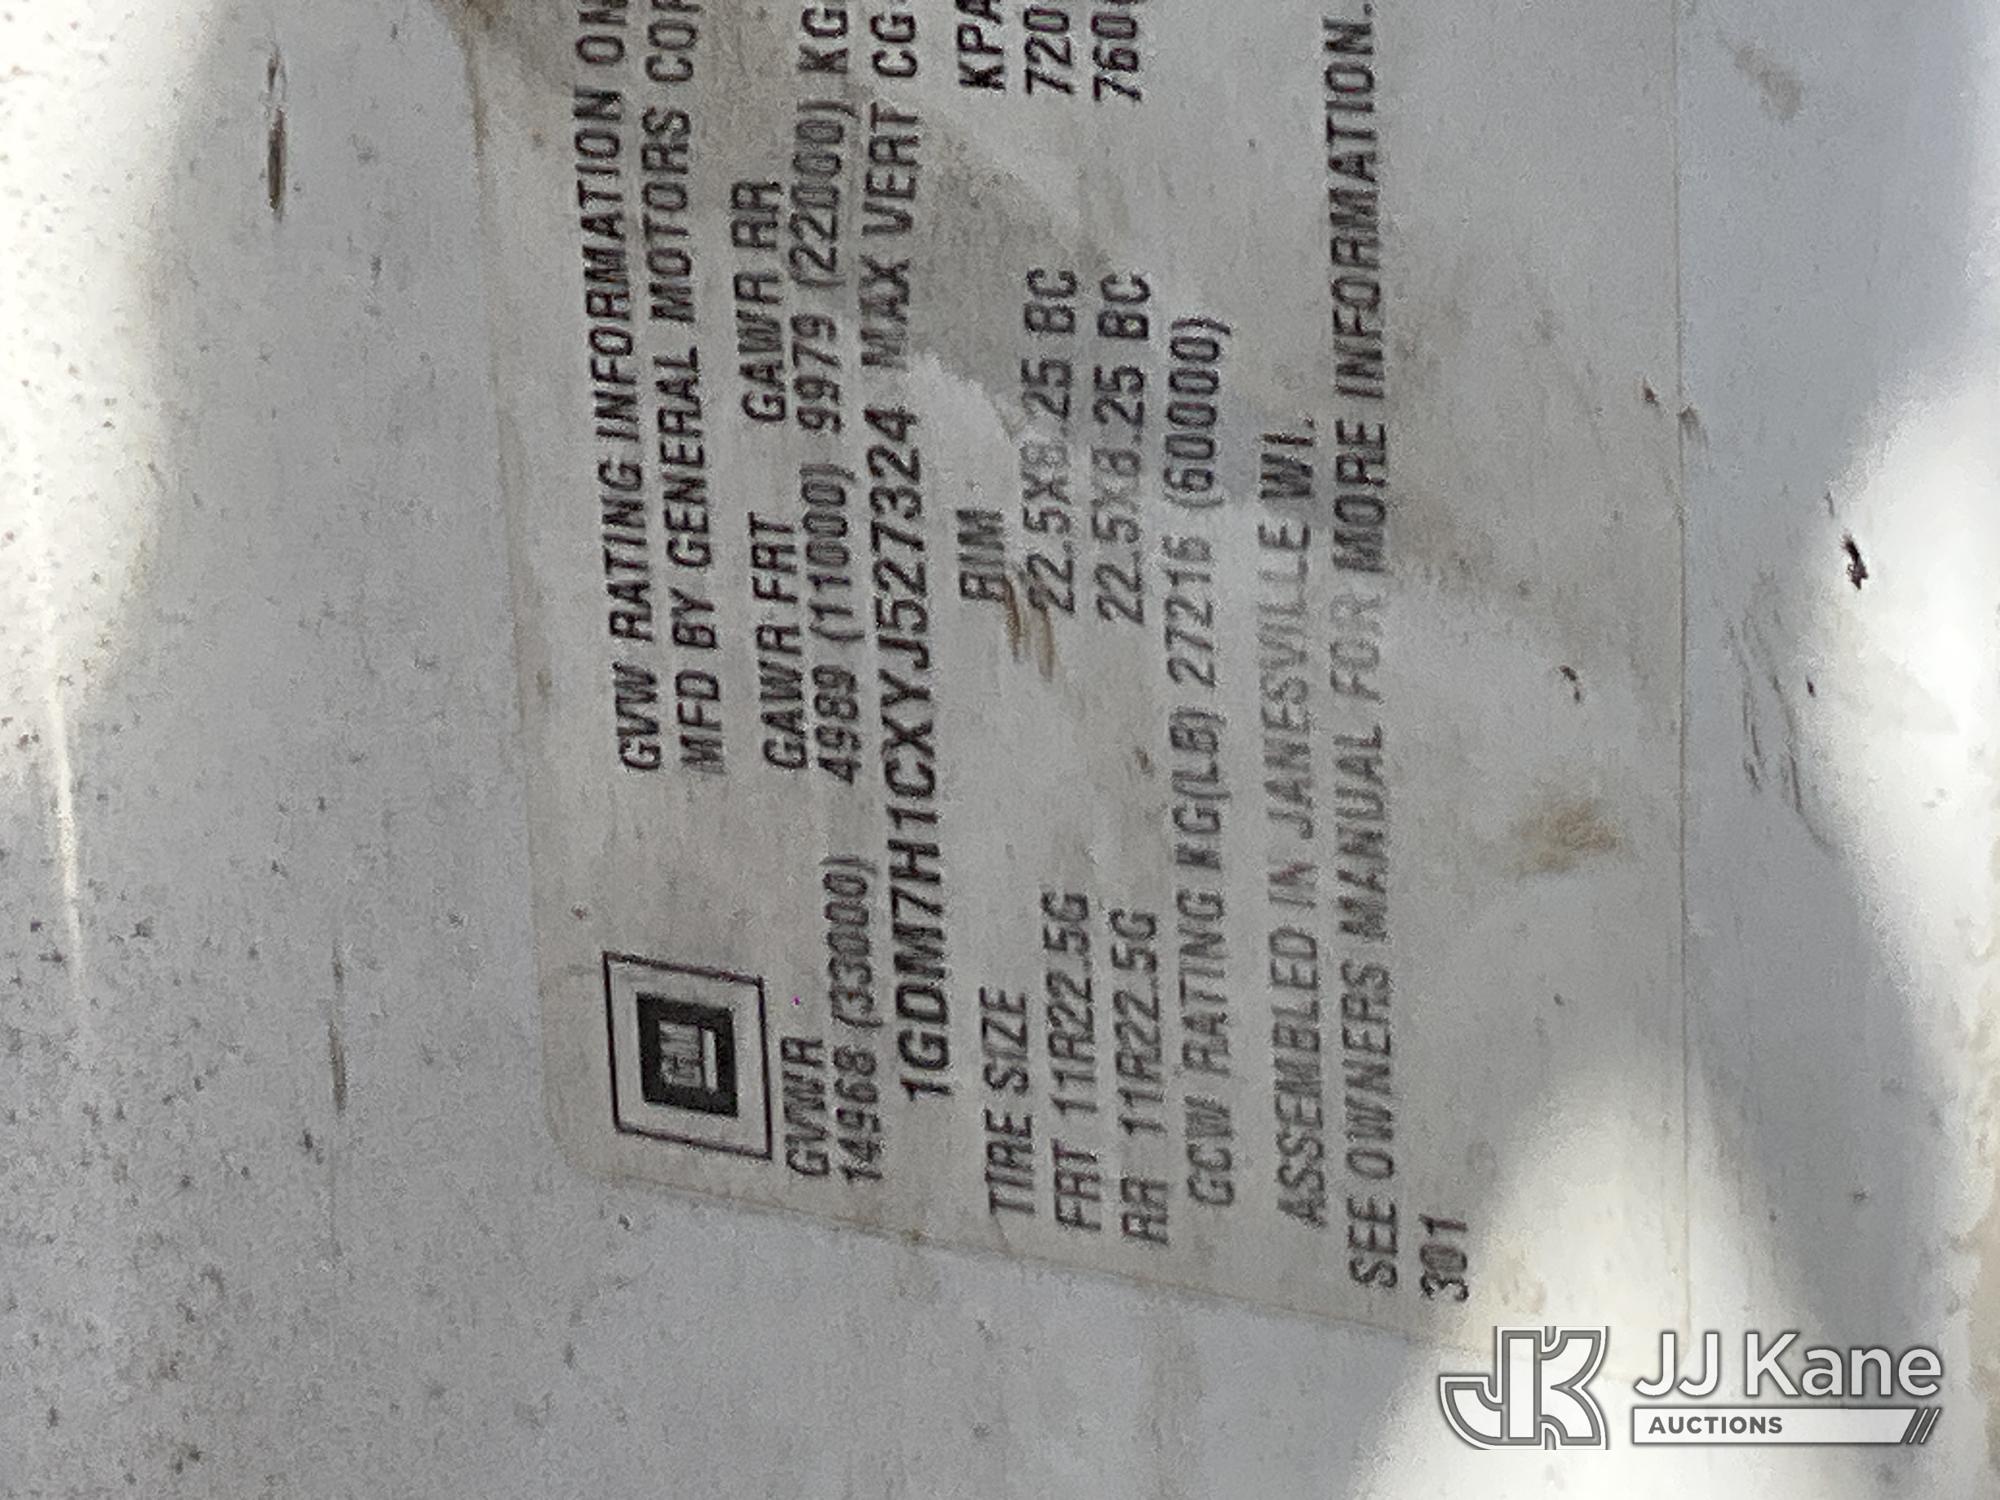 GVW RATING INFORMATION ON
MFD BY GENERAL MOTORS COR
GM
GVWR GAWR FRT GAWR RR
14968 (33000) 4989 (11000) 9979 (22000) KG
1GDM7H1CXYJ527324 MAX VERT CG
TIRE SIZE RIM KPA
FRT 11R22.5G 22.5X8.25 BC 720
RR 11R22.5G 22.5X8.25 BC 760
GCW RATING KG(LB) 27216 (60000)
ASSEMBLED IN JANESVILLE WI.
SEE OWNERS MANUAL FOR MORE INFORMATION.
301
JK JJ Kane
AUCTIONS